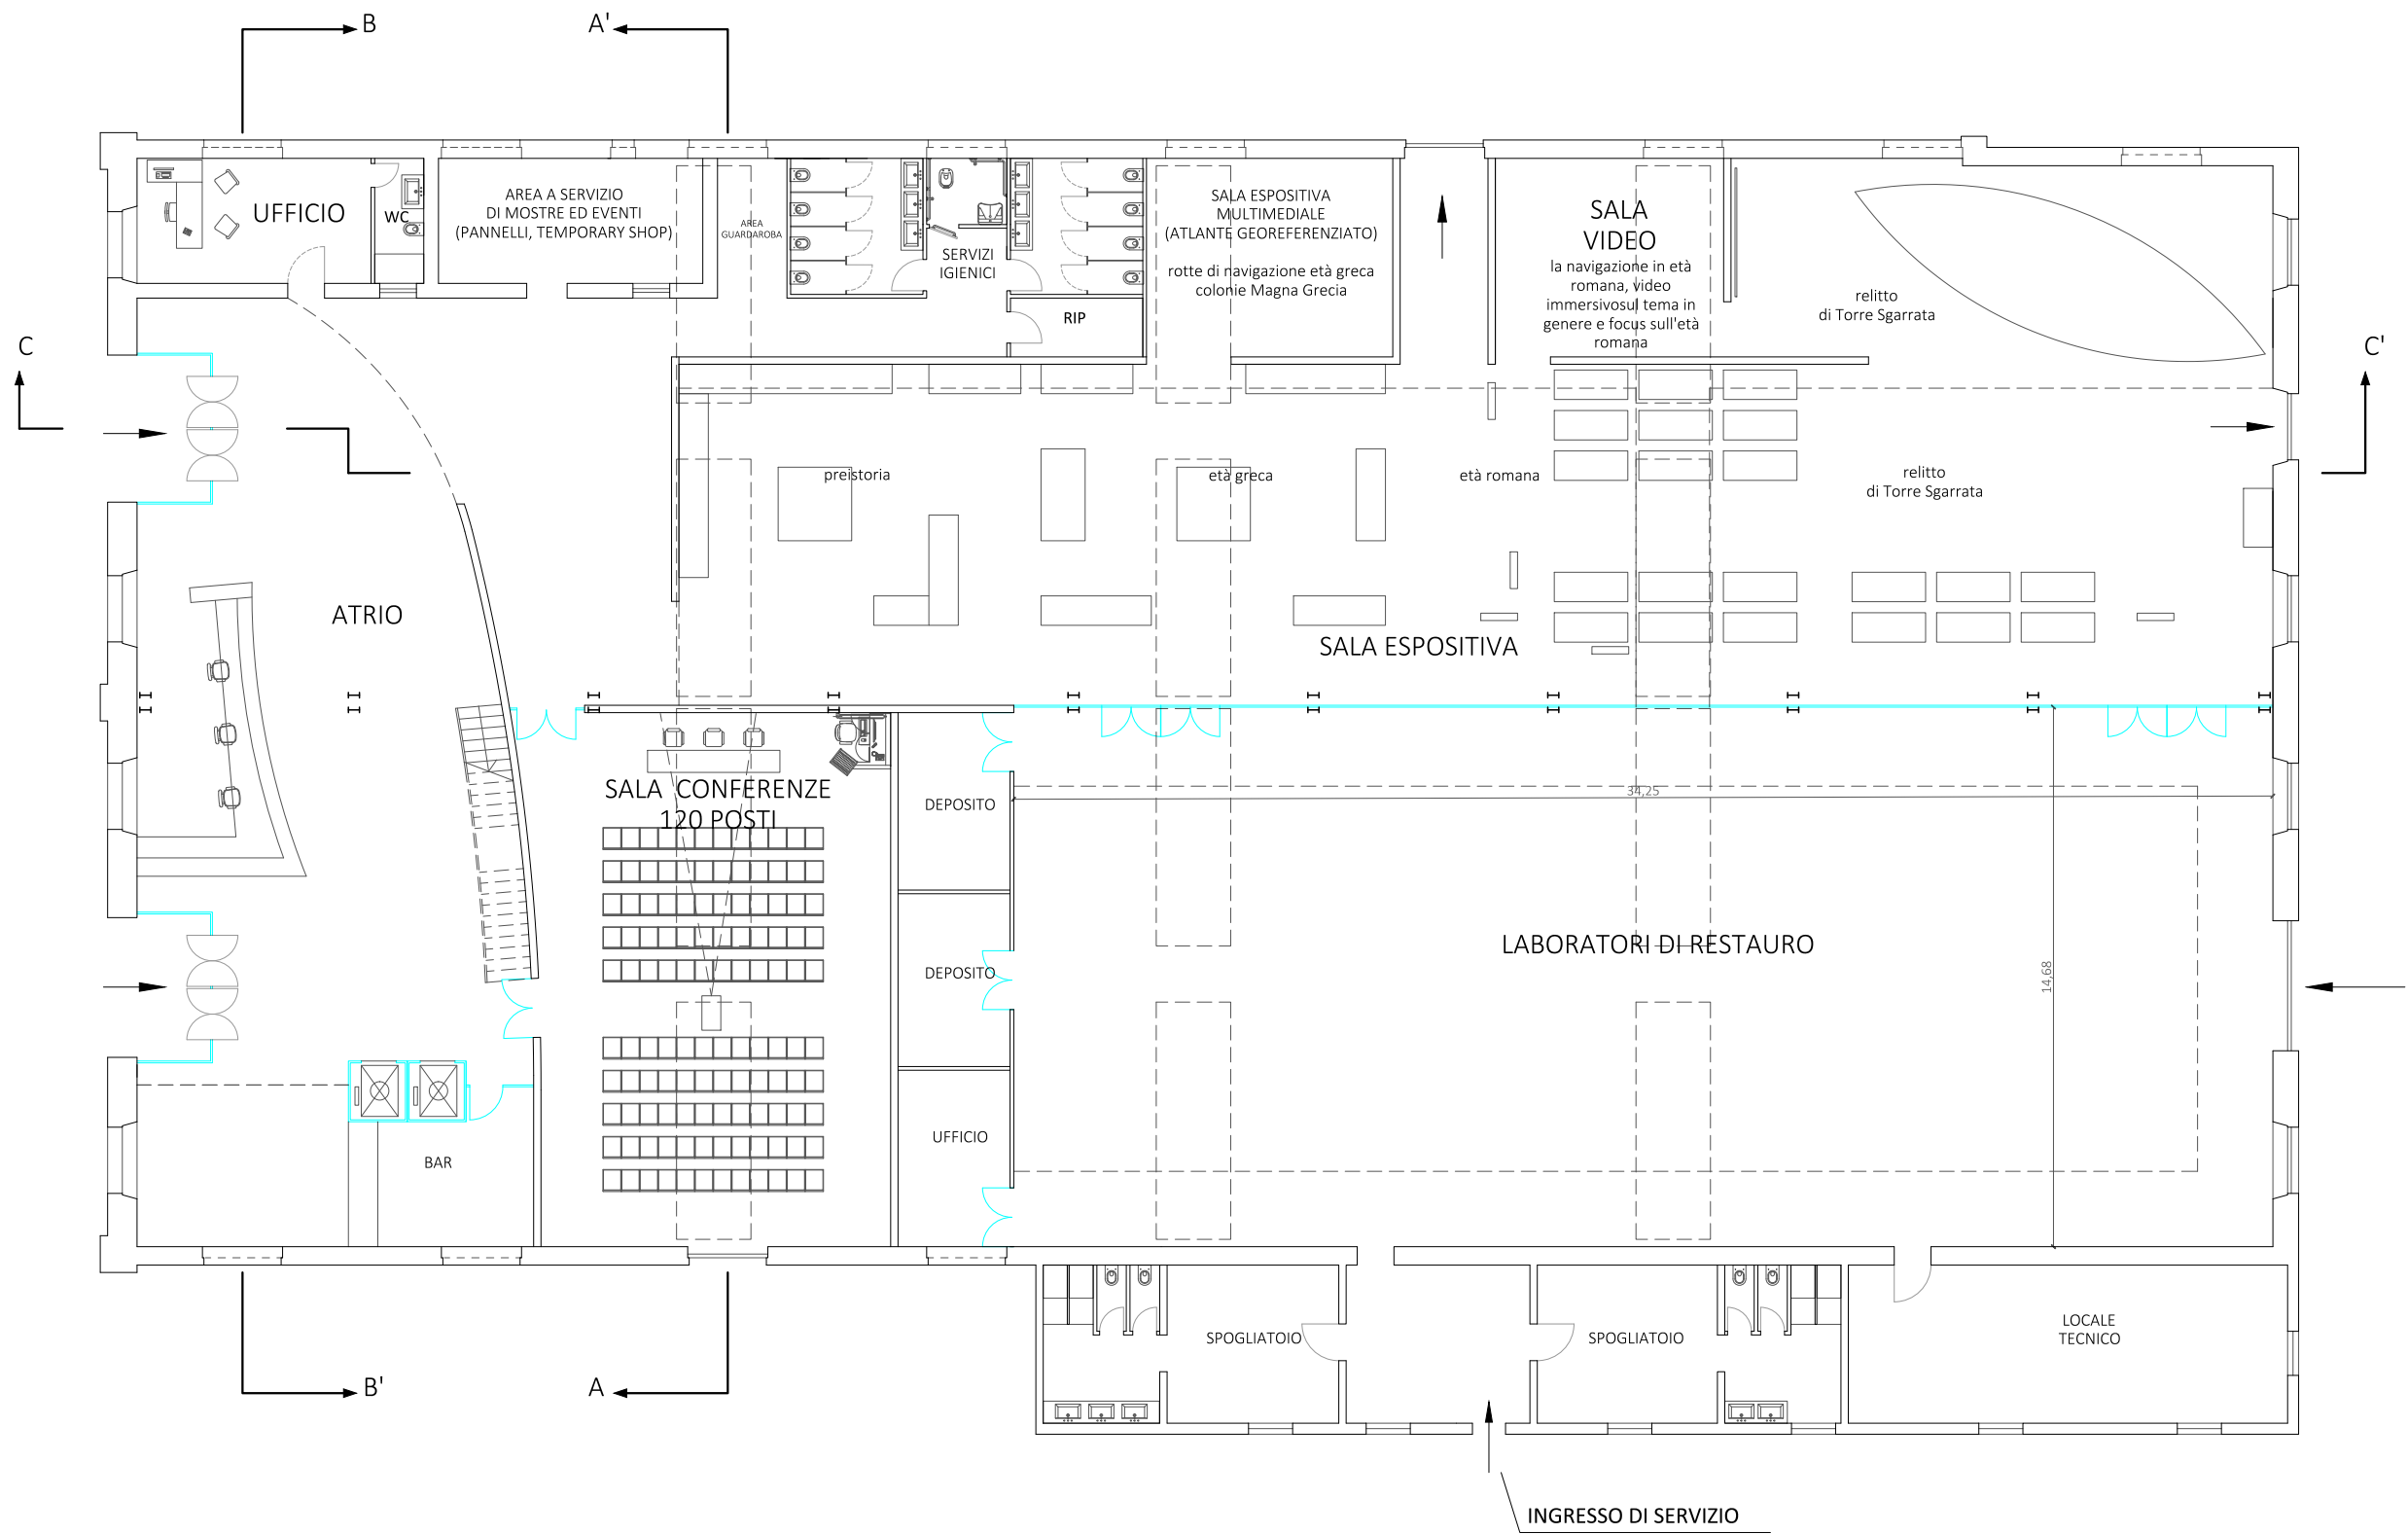 B
A'
UFFICIO
WC
AREA A SERVIZIO
DI MOSTRE ED EVENTI
(PANNELLI, TEMPORARY SHOP)
AREA
GUARDAROBA
SERVIZI
IGIENICI
RIP
SALA ESPOSITIVA
MULTIMEDIALE
(ATLANTE GEOREFERENZIATO)
rotte di navigazione età greca
colonie Magna Grecia
SALA
VIDEO
la navigazione in età
romana, video
immersivosul tema in
genere e focus sull'età
romana
relitto
di Torre Sgarrata
C
C'
preistoria
età greca
età romana
relitto
di Torre Sgarrata
ATRIO
SALA ESPOSITIVA
SALA CONFERENZE
120 POSTI
DEPOSITO
34,25
DEPOSITO
LABORATORI DI RESTAURO
14,68
UFFICIO
BAR
SPOGLIATOIO
SPOGLIATOIO
LOCALE
TECNICO
B'
A
INGRESSO DI SERVIZIO